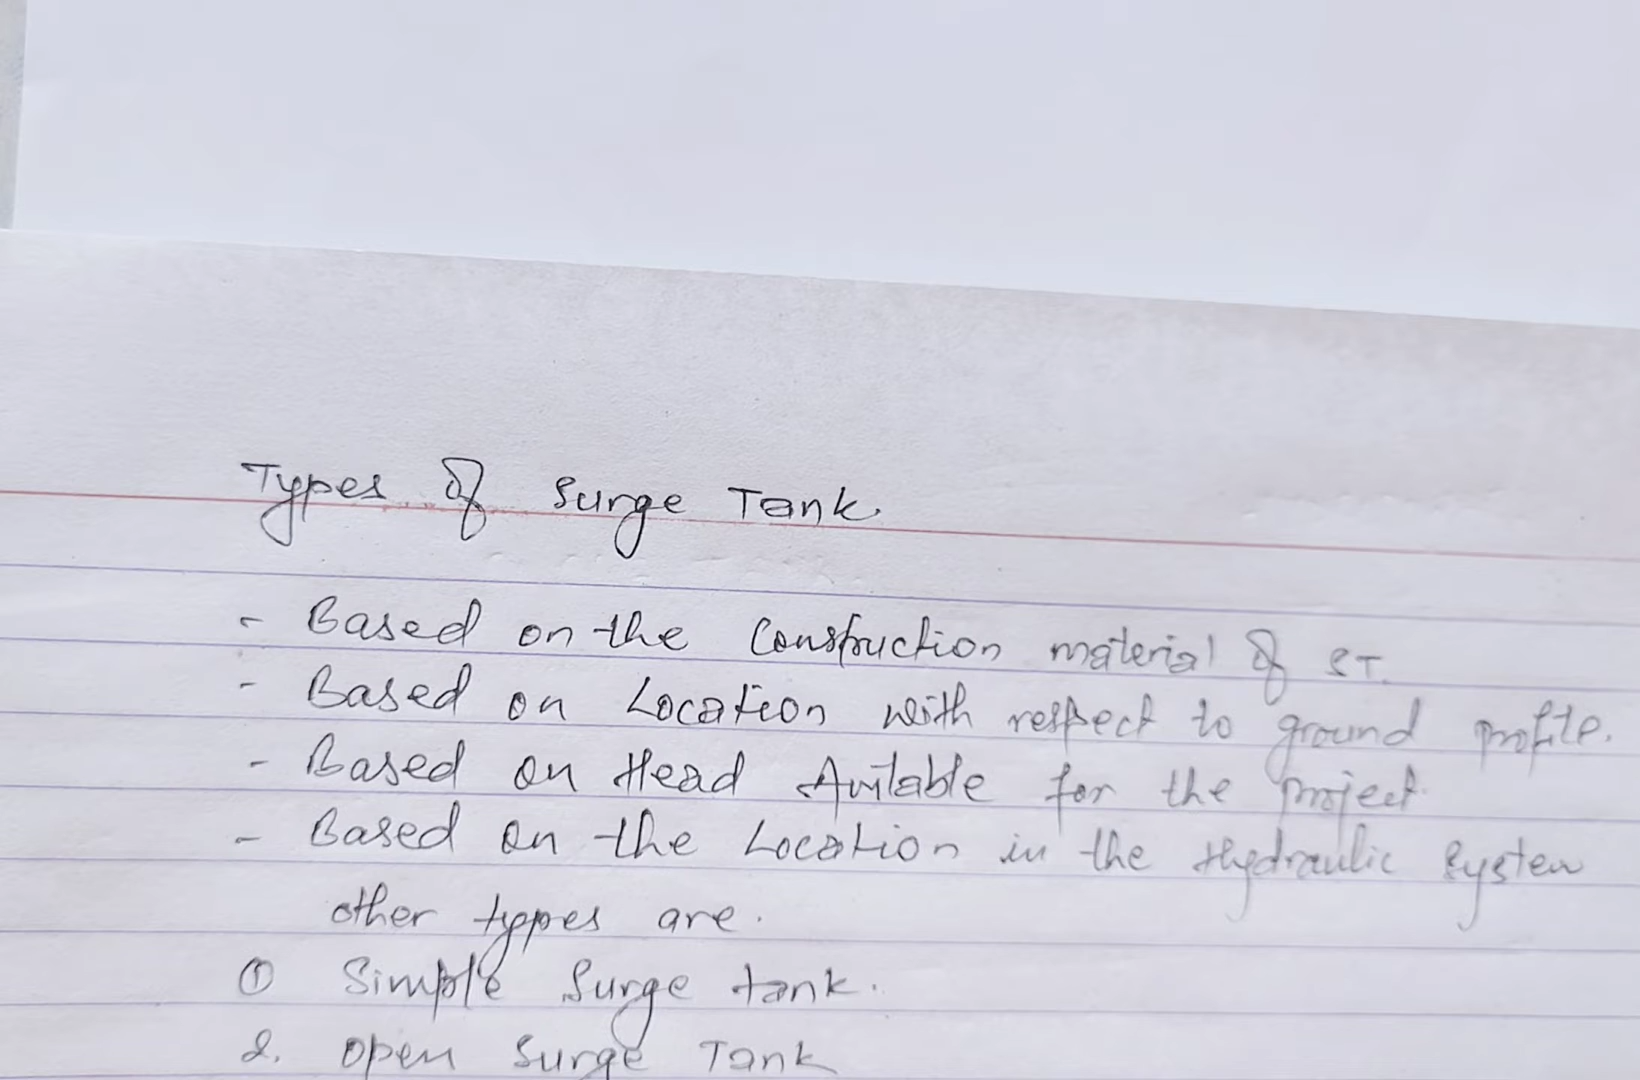 Types of Surge Tank.
- Based on the Construction material of ST.
- Based on Location with respect to ground profile.
- Based on Head Avilable for the project.
- Based on the Location in the Hydraulic System
other types are.
① Simple Surge tank.
2. Open Surge Tank